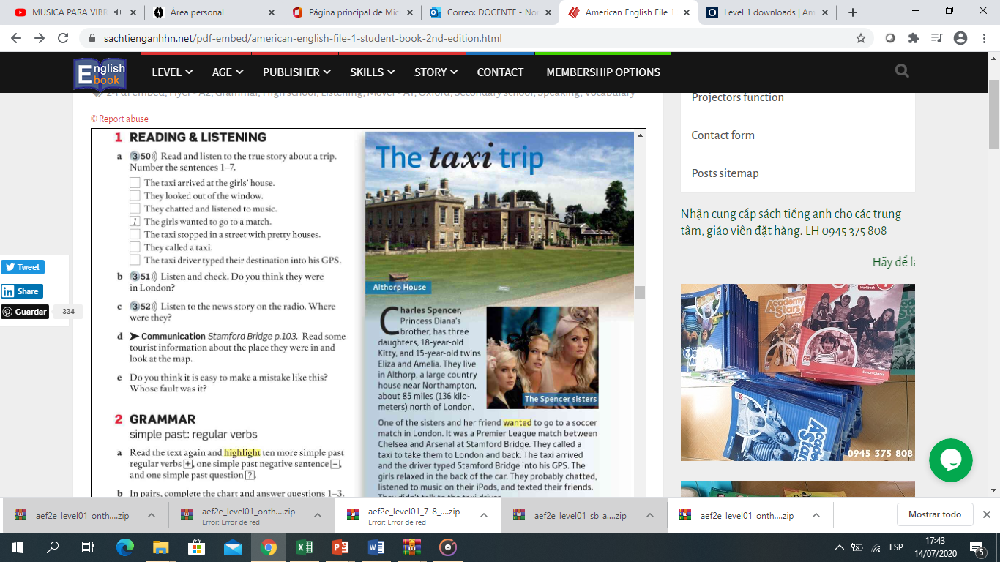 MUSICA PARA VIBR
Área personal
Página principal de Mic
Correo: DOCENTE - Nor
American English File 1
Level 1 downloads | Am
sachtienganhhn.net/pdf-embed/american-english-file-1-student-book-2nd-edition.html
English book
LEVEL
AGE
PUBLISHER
SKILLS
STORY
CONTACT
MEMBERSHIP OPTIONS
2-Pdf embed, Flyer - A2, Grammar, High school, Listening, Mover - A1, Oxford, Secondary school, Speaking, Vocabulary
© Report abuse
1 READING & LISTENING
a 3 50 Read and listen to the true story about a trip.
Number the sentences 1–7.
The taxi arrived at the girls' house.
They looked out of the window.
They chatted and listened to music.
1 The girls wanted to go to a match.
The taxi stopped in a street with pretty houses.
They called a taxi.
The taxi driver typed their destination into his GPS.
b 3 51 Listen and check. Do you think they were
in London?
c 3 52 Listen to the news story on the radio. Where
were they?
d Communication Stamford Bridge p.103. Read some
tourist information about the place they were in and
look at the map.
e Do you think it is easy to make a mistake like this?
Whose fault was it?
2 GRAMMAR
simple past: regular verbs
a Read the text again and highlight ten more simple past
regular verbs +, one simple past negative sentence –,
and one simple past question ?.
b In pairs, complete the chart and answer questions 1–3.
The taxi trip
Althorp House
Charles Spencer,
Princess Diana's
brother, has three
daughters, 18-year-old
Kitty, and 15-year-old twins
Eliza and Amelia. They live
in Althorp, a large country
house near Northampton,
about 85 miles (136 kilo-
meters) north of London.
The Spencer sisters
One of the sisters and her friend wanted to go to a soccer
match in London. It was a Premier League match between
Chelsea and Arsenal at Stamford Bridge. They called a
taxi to take them to London and back. The taxi arrived
and the driver typed Stamford Bridge into his GPS. The
girls relaxed in the back of the car. They probably chatted,
listened to music on their iPods, and texted their friends.
They didn't talk to the taxi driver.
Tweet
Share
Guardar
334
Projectors function
Contact form
Posts sitemap
Nhận cung cấp sách tiếng anh cho các trung
tâm, giáo viên đặt hàng. LH 0945 375 808
Hãy để lạ
Academy Stars
Workbook
Susan Clarke
Academy Stars
0945 375 808
aef2e_level01_onth....zip
aef2e_level01_onth....zip
Error: Error de red
aef2e_level01_7-8_....zip
Error: Error de red
aef2e_level01_sb_a....zip
aef2e_level01_onth....zip
Mostrar todo
ESP
17:43
14/07/2020
5